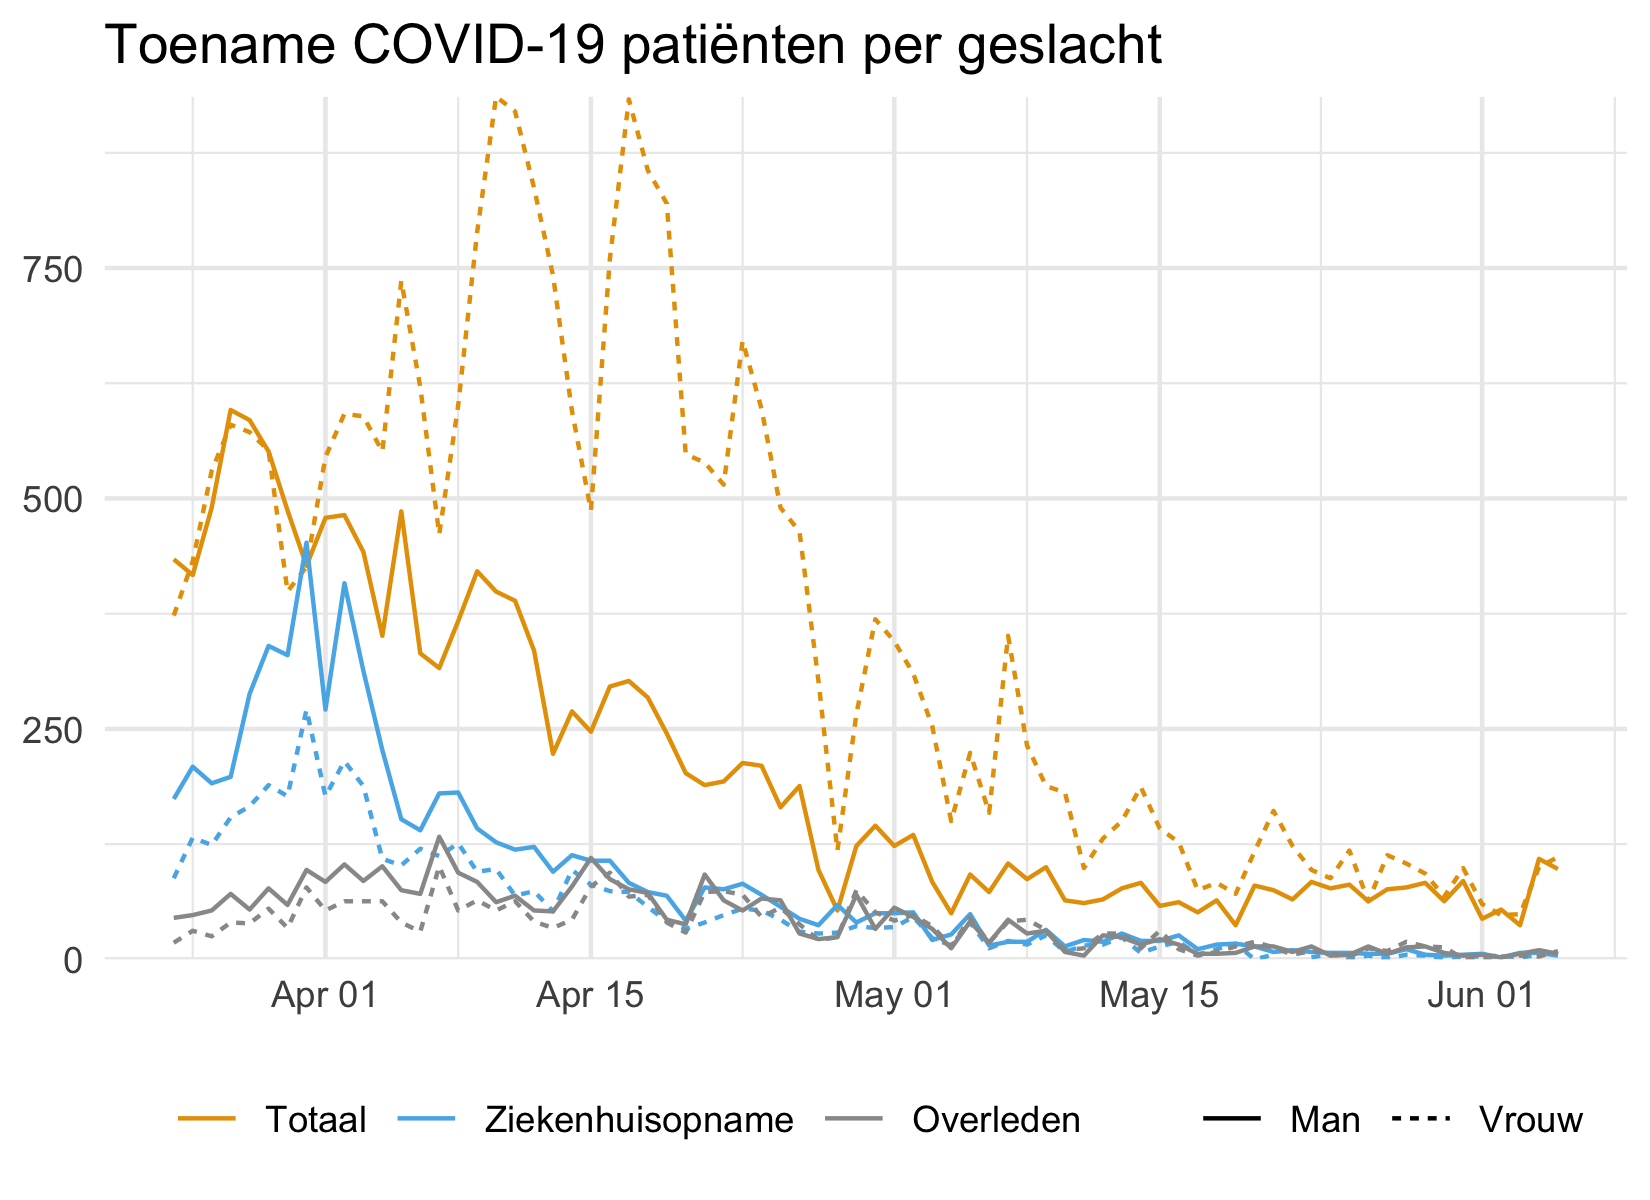 Toename COVID-19 patiënten per geslacht
750
500
250
0
Apr 01 Apr 15 May 01 May 15 Jun 01
Totaal Ziekenhuisopname Overleden Man Vrouw